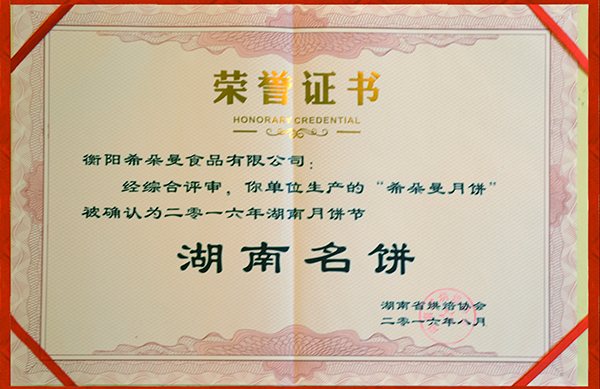 荣誉证书
HONORARY CREDENTIAL
衡阳希朵曼食品有限公司:
经综合评审，你单位生产的“希朵曼月饼”
被确认为二零一六年湖南月饼节
湖南名饼
湖南省烘焙协会
二零一六年八月